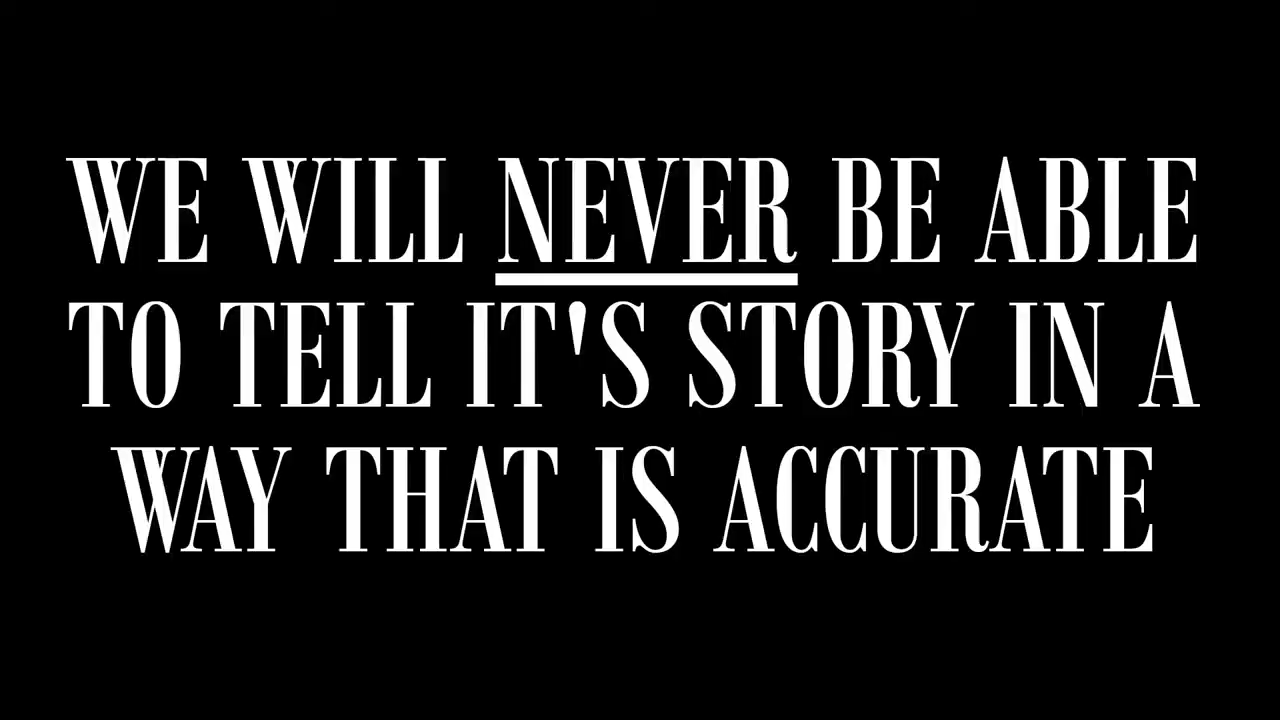 WE WILL NEVER BE ABLE
TO TELL IT'S STORY IN A
WAY THAT IS ACCURATE